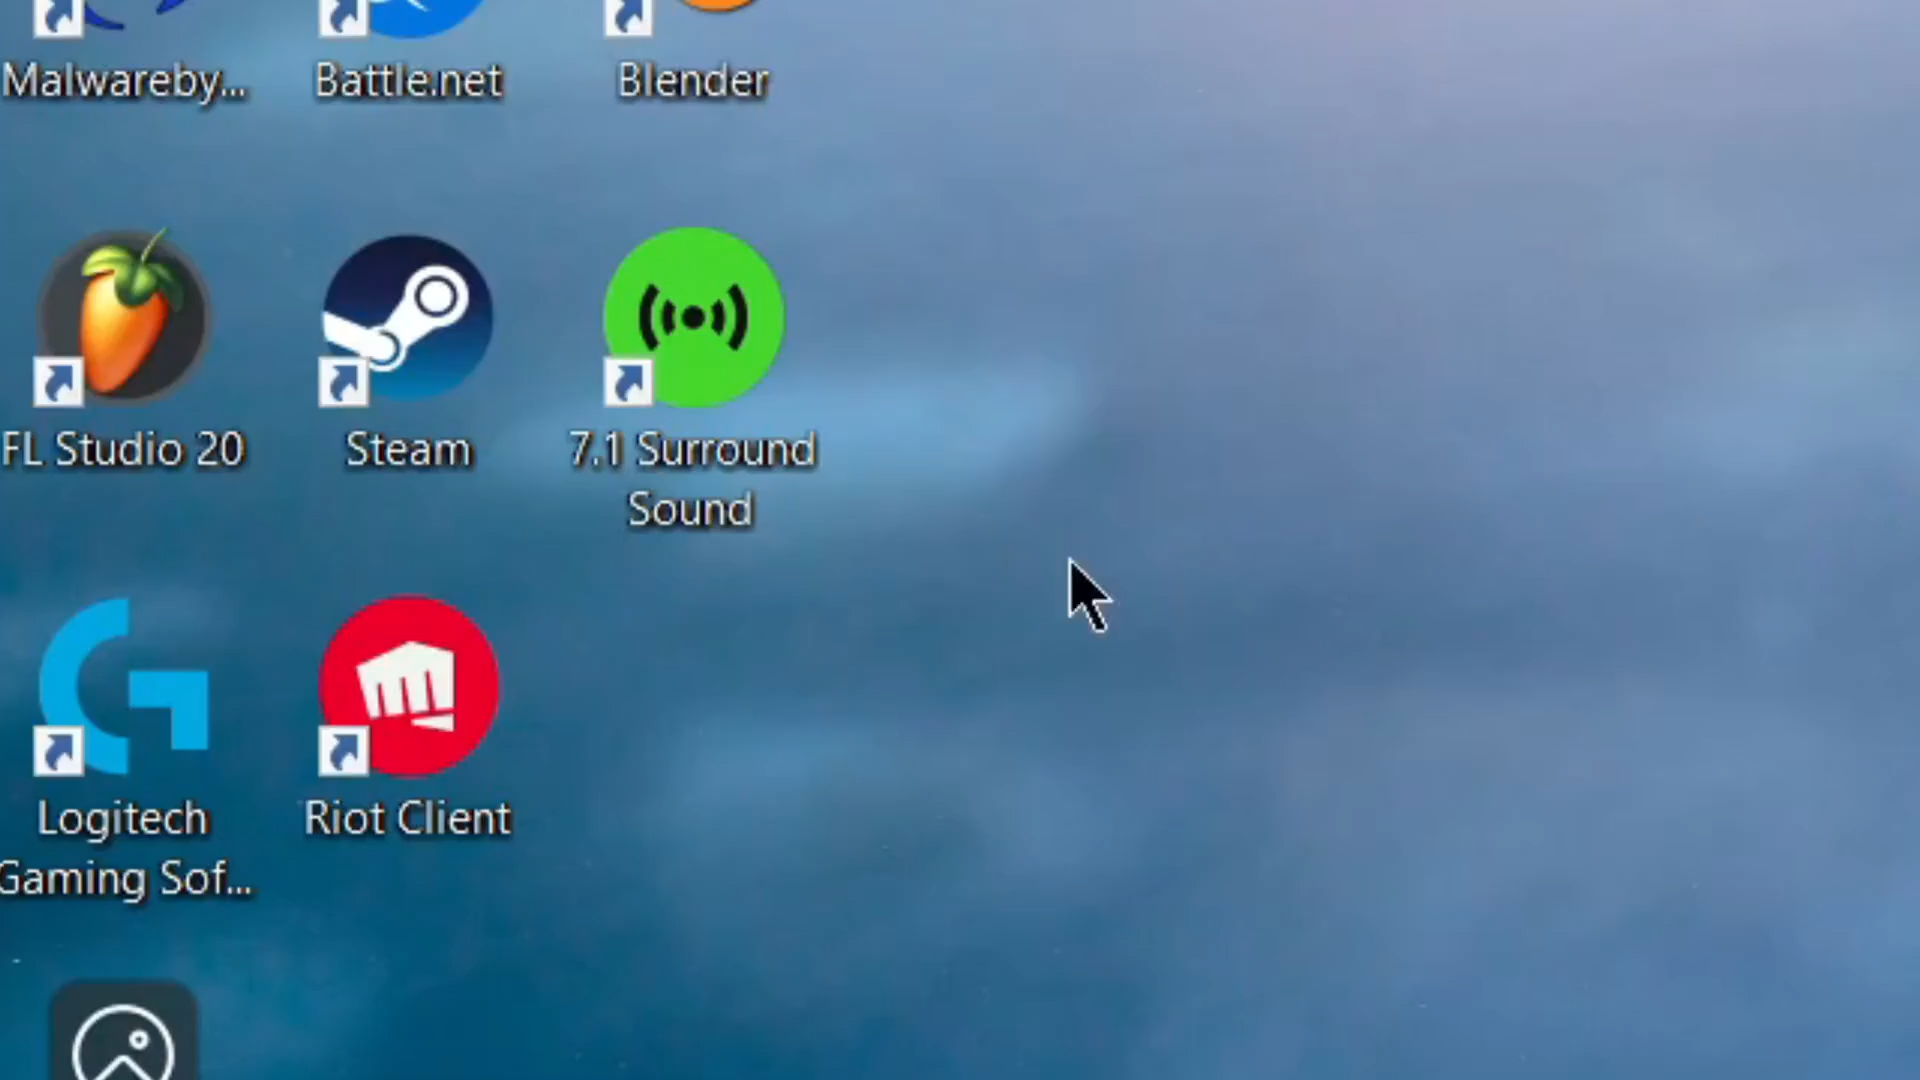 Malwareby...
Battle.net
Blender
FL Studio 20
Steam
7.1 Surround
Sound
Logitech
Gaming Sof...
Riot Client